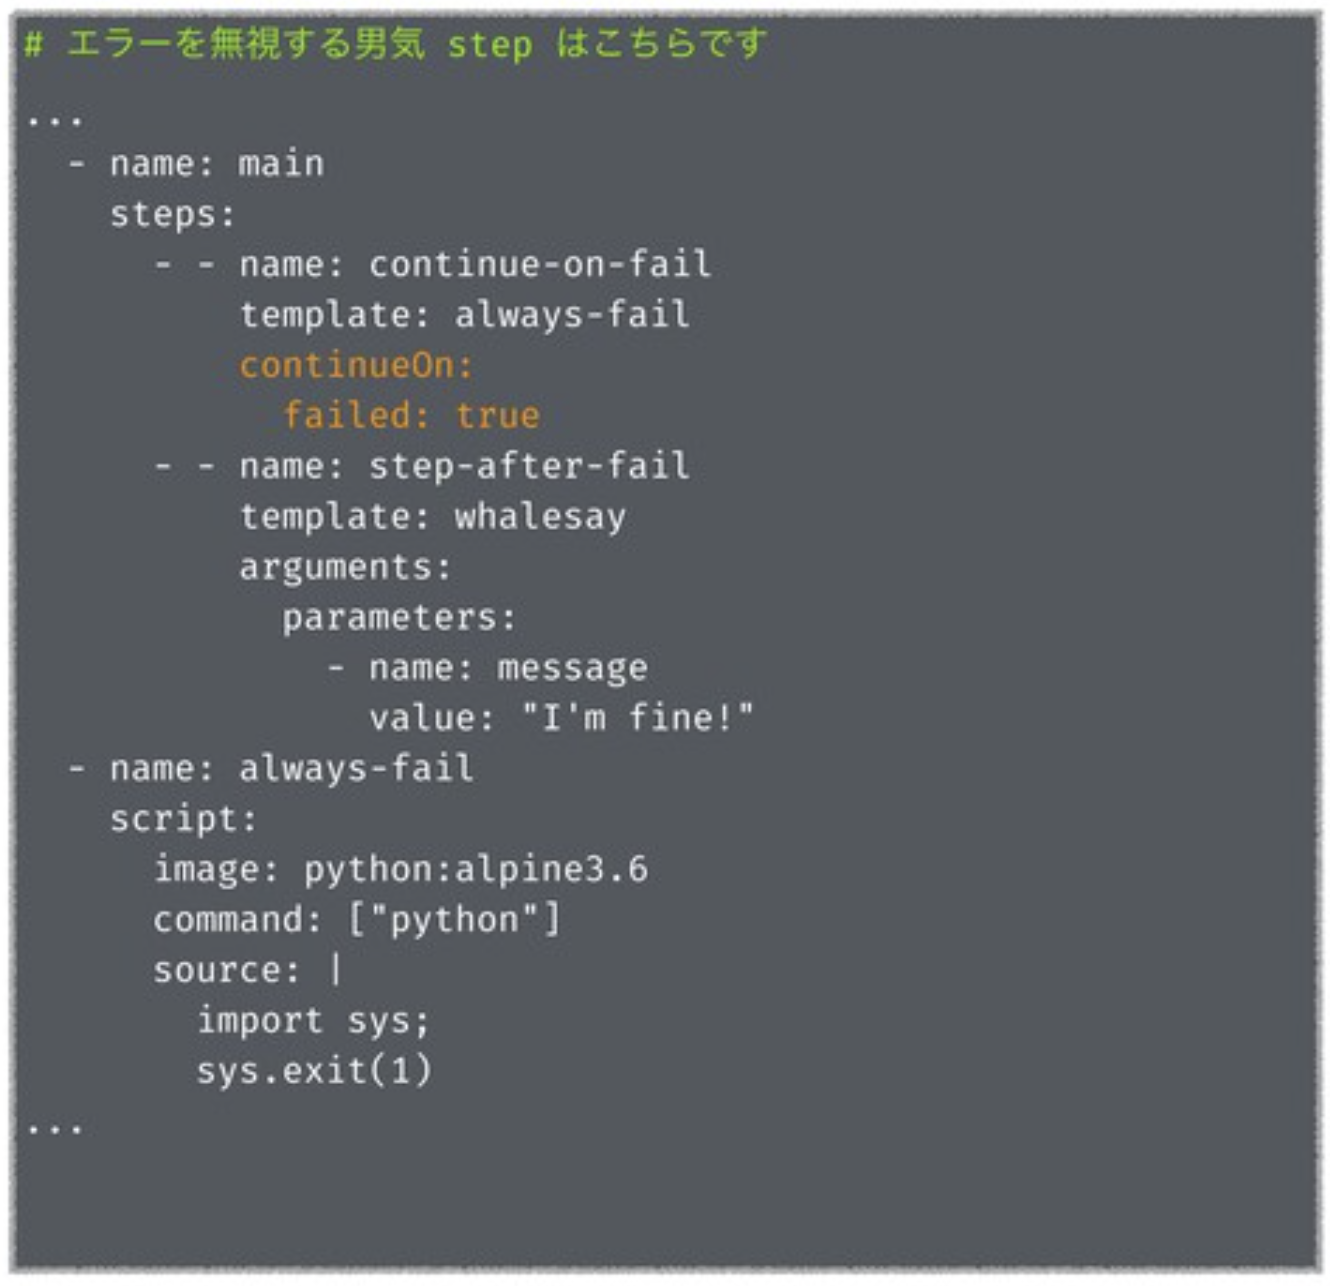 # エラーを無視する男気 step はこちらです
...
  - name: main
    steps:
      - - name: continue-on-fail
          template: always-fail
          continueOn:
            failed: true
      - - name: step-after-fail
          template: whalesay
          arguments:
            parameters:
              - name: message
                value: "I'm fine!"
  - name: always-fail
    script:
      image: python:alpine3.6
      command: ["python"]
      source: |
        import sys;
        sys.exit(1)
...